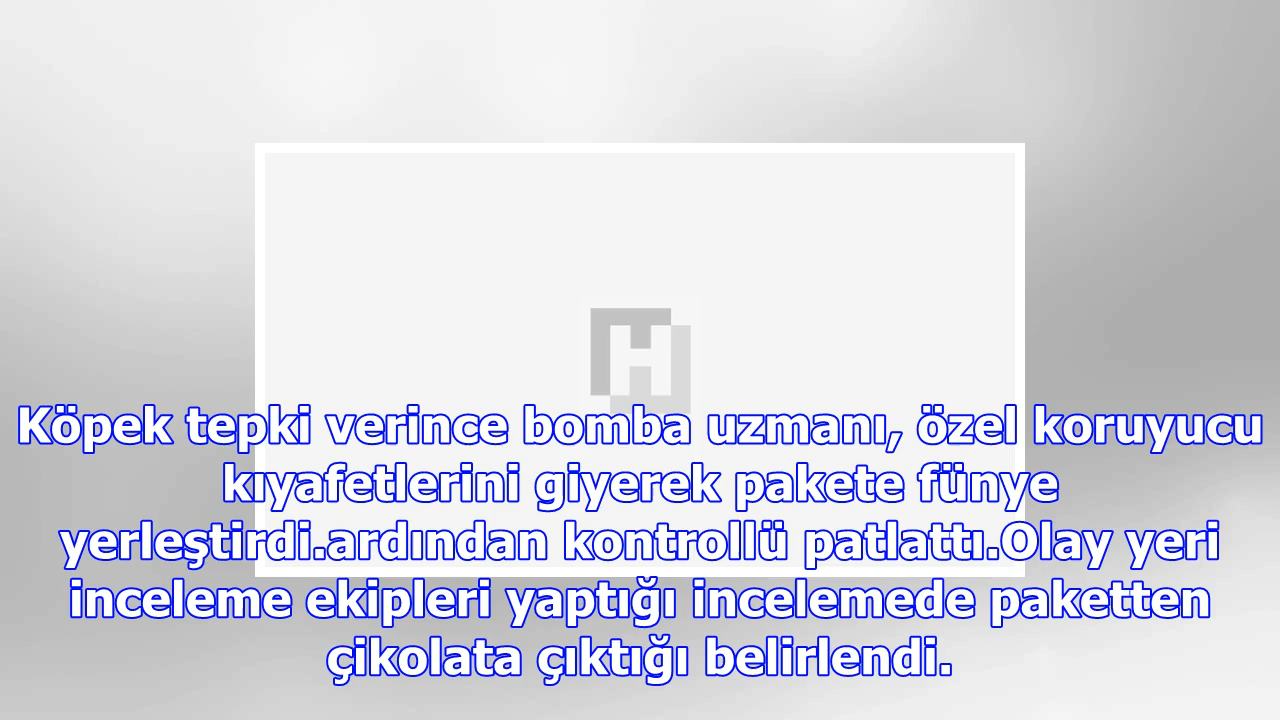 H
Köpek tepki verince bomba uzmanı, özel koruyucu
kıyafetlerini giyerek pakete fünye
yerleştirdi.ardından kontrollü patlattı.Olay yeri
inceleme ekipleri yaptığı incelemede paketten
çikolata çıktığı belirlendi.